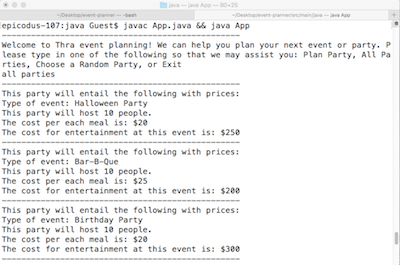 java — java App — 80×25
~/Desktop/event-planner — -bash
~/Desktop/event-planner/src/main/java — java App
epicodus-107:java Guest$ javac App.java && java App
----------------------------------------------
Welcome to Thra event planning! We can help you plan your next event or party. P
lease type in one of the following so that we may assist you: Plan Party, All Pa
rties, Choose a Random Party, or Exit
all parties
----------------------------------------------
This party will entail the following with prices:
Type of event: Halloween Party
This party will host 10 people.
The cost per each meal is: $20
The cost for entertainment at this event is: $250
----------------------------------------------
This party will entail the following with prices:
Type of event: Bar-B-Que
This party will host 10 people.
The cost per each meal is: $25
The cost for entertainment at this event is: $200
----------------------------------------------
This party will entail the following with prices:
Type of event: Birthday Party
This party will host 10 people.
The cost per each meal is: $20
The cost for entertainment at this event is: $300
----------------------------------------------